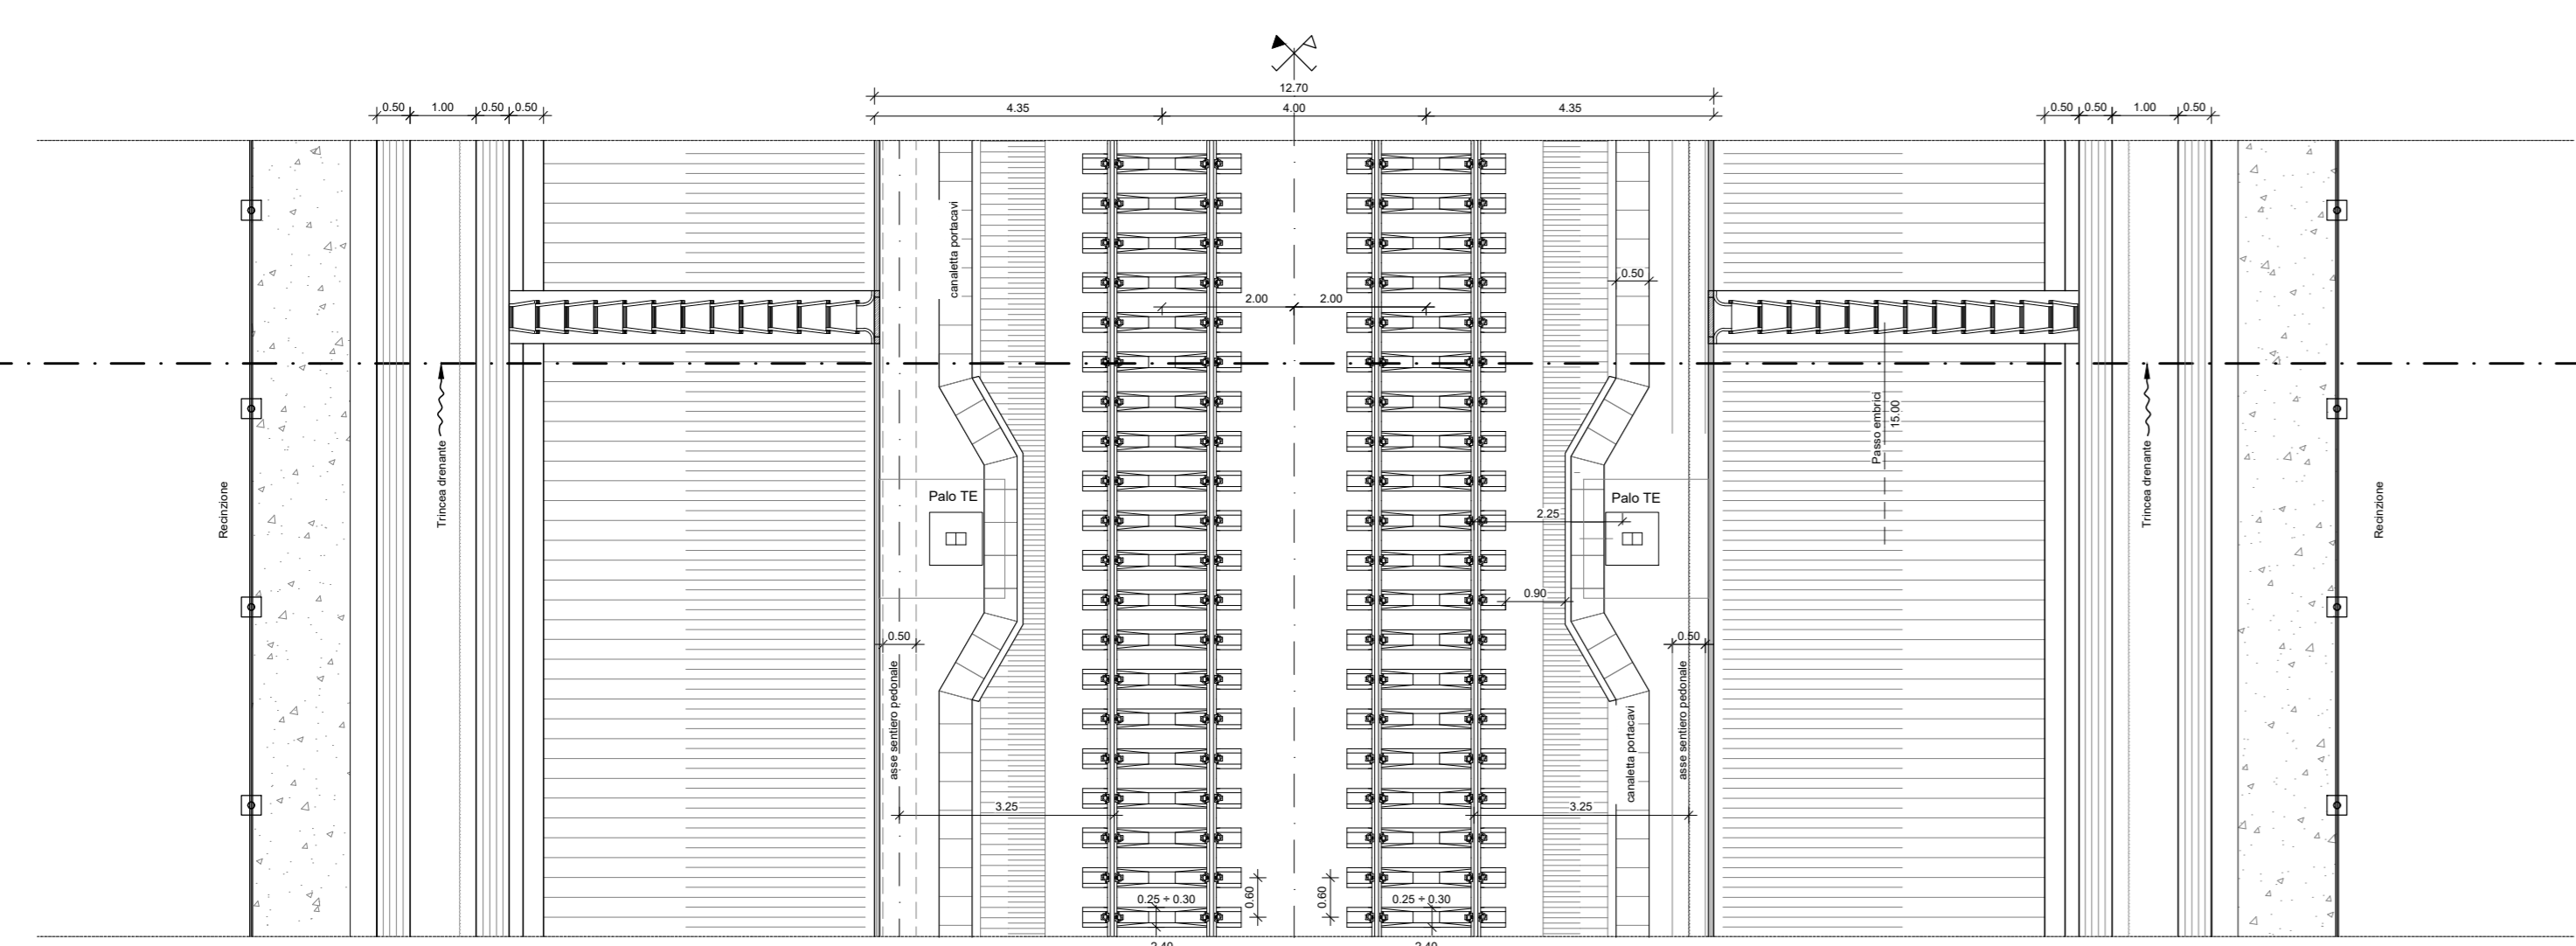 12.70
4.35
4.00
4.35
0.50
1.00
0.50
0.50
0.50
0.50
1.00
0.50
canaletta portacavi
0.50
2.00
2.00
Passo embrici
15.00
Recinzione
Trincea drenante
Palo TE
Palo TE
2.25
Trincea drenante
Recinzione
0.90
0.50
0.50
asse sentiero pedonale
canaletta portacavi
asse sentiero pedonale
3.25
3.25
0.25 ÷ 0.30
0.60
0.60
0.25 ÷ 0.30